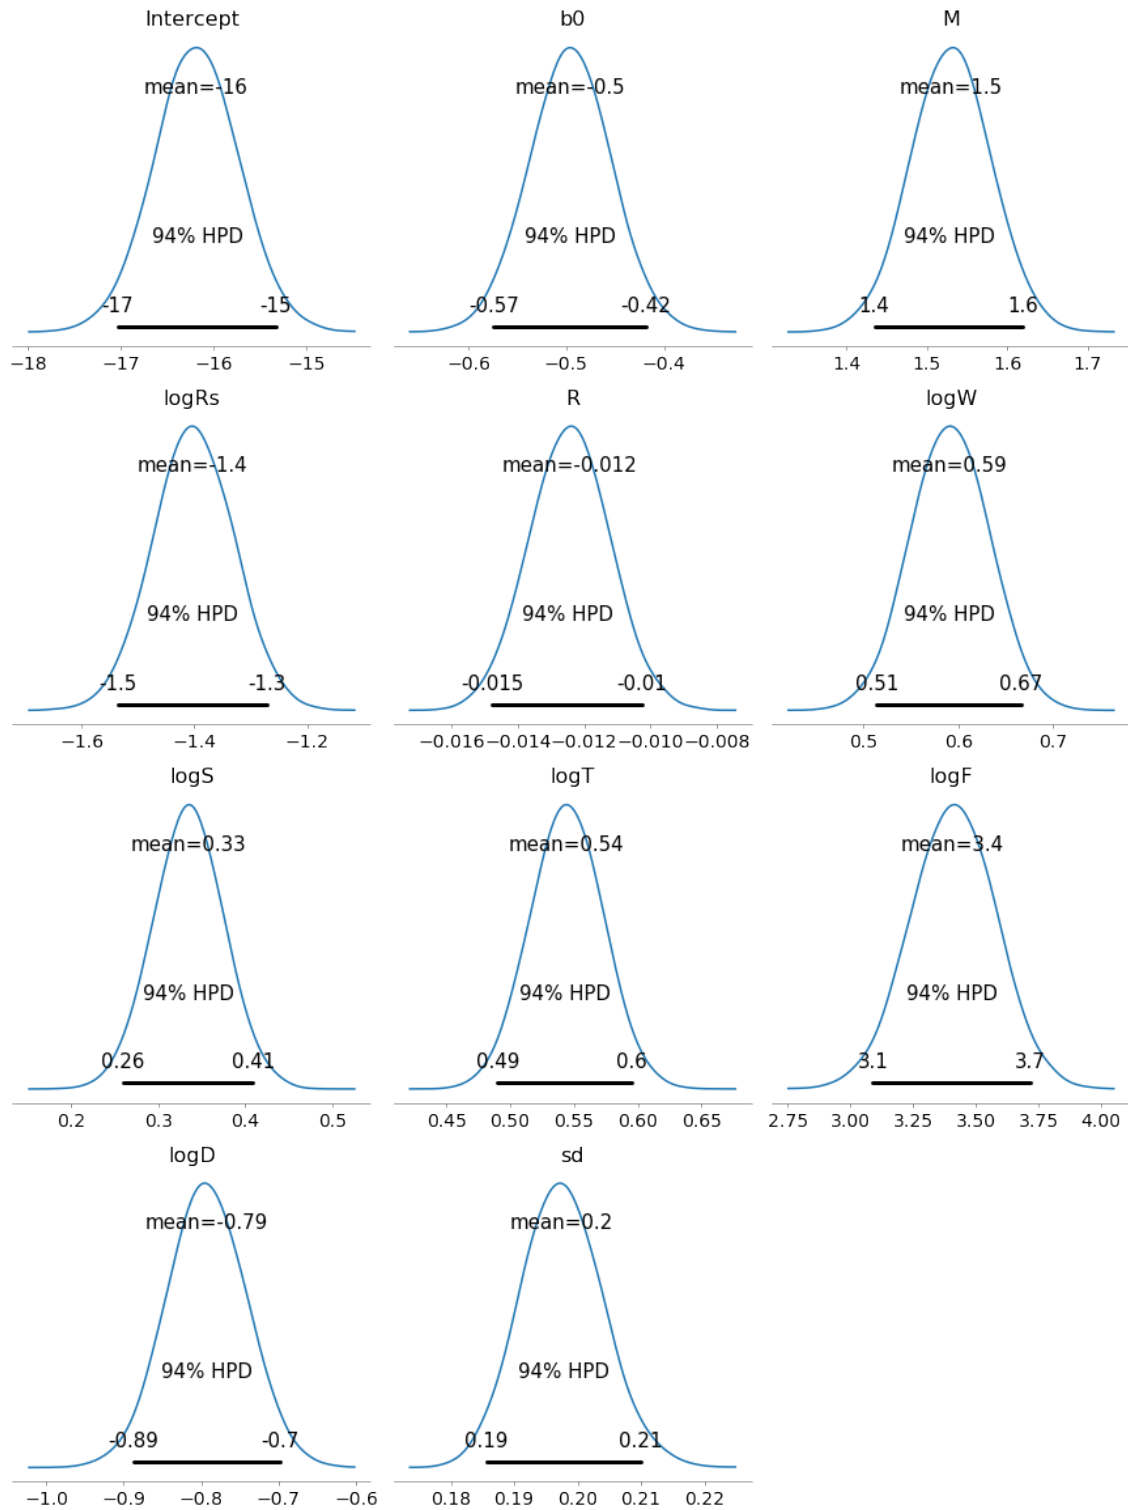 Intercept b0 M
mean=-16 mean=-0.5 mean=1.5
94% HPD 94% HPD 94% HPD
-17 -15 -0.57 -0.42 1.4 1.6
−18 −17 −16 −15 −0.6 −0.5 −0.4 1.4 1.5 1.6 1.7
logRs R logW
mean=-1.4 mean=-0.012 mean=0.59
94% HPD 94% HPD 94% HPD
-1.5 -1.3 -0.015 -0.01 0.51 0.67
−1.6 −1.4 −1.2 −0.016 −0.014 −0.012 −0.010 −0.008 0.5 0.6 0.7
logS logT logF
mean=0.33 mean=0.54 mean=3.4
94% HPD 94% HPD 94% HPD
0.26 0.41 0.49 0.6 3.1 3.7
0.2 0.3 0.4 0.5 0.45 0.50 0.55 0.60 0.65 2.75 3.00 3.25 3.50 3.75 4.00
logD sd
mean=-0.79 mean=0.2
94% HPD 94% HPD
-0.89 -0.7 0.19 0.21
−1.0 −0.9 −0.8 −0.7 −0.6 0.18 0.19 0.20 0.21 0.22